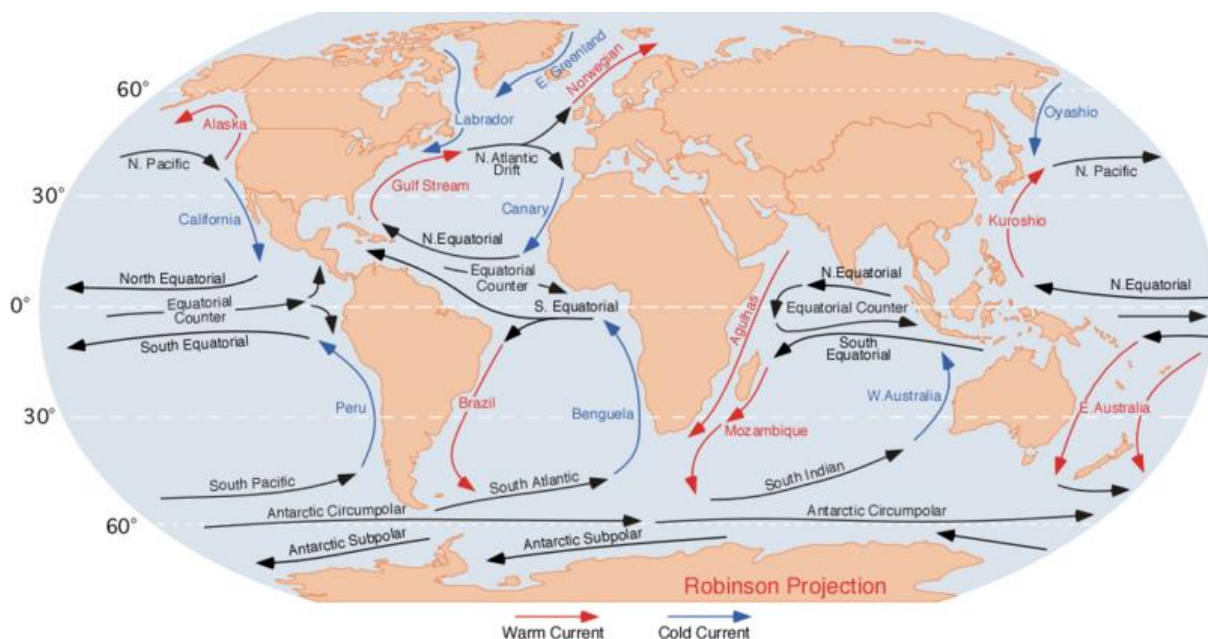 60°
30°
0°
30°
60°
E. Greenland
Norwegian
Labrador
Alaska
N. Pacific
N. Atlantic
Drift
Gulf Stream
Canary
California
N.Equatorial
Oyashio
N. Pacific
Kuroshio
North Equatorial
Equatorial
Counter
South Equatorial
Equatorial
Counter
S. Equatorial
N.Equatorial
Equatorial Counter
South
Equatorial
N.Equatorial
Agulhas
Peru
Brazil
Benguela
Mozambique
W.Australia
E.Australia
South Pacific
South Atlantic
South Indian
Antarctic Circumpolar
Antarctic Circumpolar
Antarctic Subpolar
Antarctic Subpolar
Robinson Projection
Warm Current
Cold Current